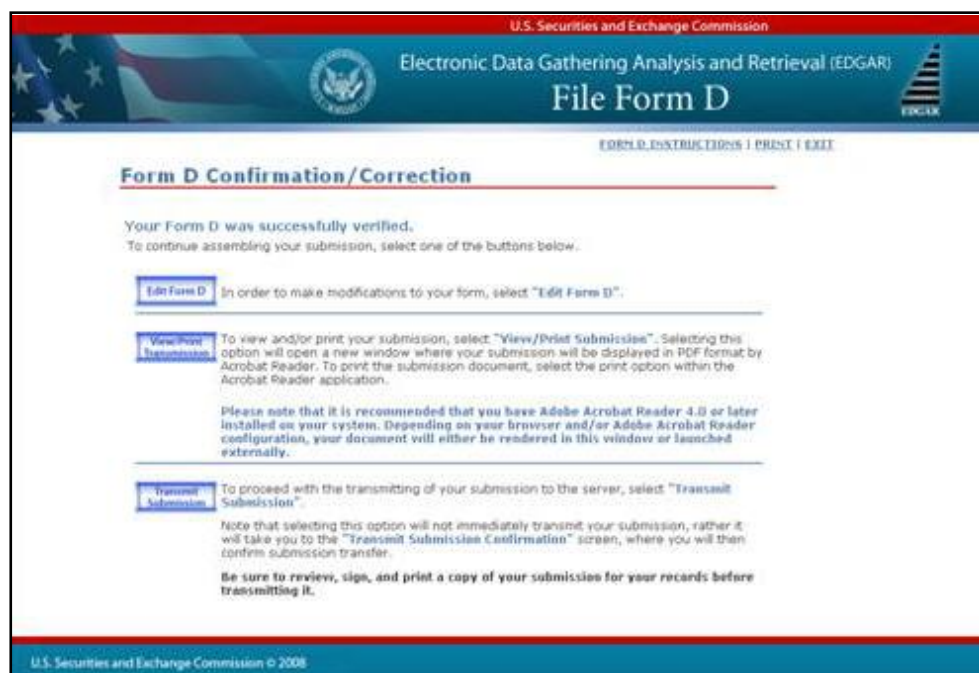 U.S. Securities and Exchange Commission
Electronic Data Gathering Analysis and Retrieval (EDGAR)
File Form D
EDGAR
FORM D INSTRUCTIONS | PRINT | EXIT
Form D Confirmation/Correction
Your Form D was successfully verified.
To continue assembling your submission, select one of the buttons below.
Edit Form D
In order to make modifications to your form, select "Edit Form D".
View/Print
Transmission
To view and/or print your submission, select "View/Print Submission". Selecting this
option will open a new window where your submission will be displayed in PDF format by
Acrobat Reader. To print the submission document, select the print option within the
Acrobat Reader application.
Please note that it is recommended that you have Adobe Acrobat Reader 4.0 or later
installed on your system. Depending on your browser and/or Adobe Acrobat Reader
configuration, your document will either be rendered in this window or launched
externally.
Transmit
Submission
To proceed with the transmitting of your submission to the server, select "Transmit
Submission".
Note that selecting this option will not immediately transmit your submission, rather it
will take you to the "Transmit Submission Confirmation" screen, where you will then
confirm submission transfer.
Be sure to review, sign, and print a copy of your submission for your records before
transmitting it.
U.S. Securities and Exchange Commission © 2008